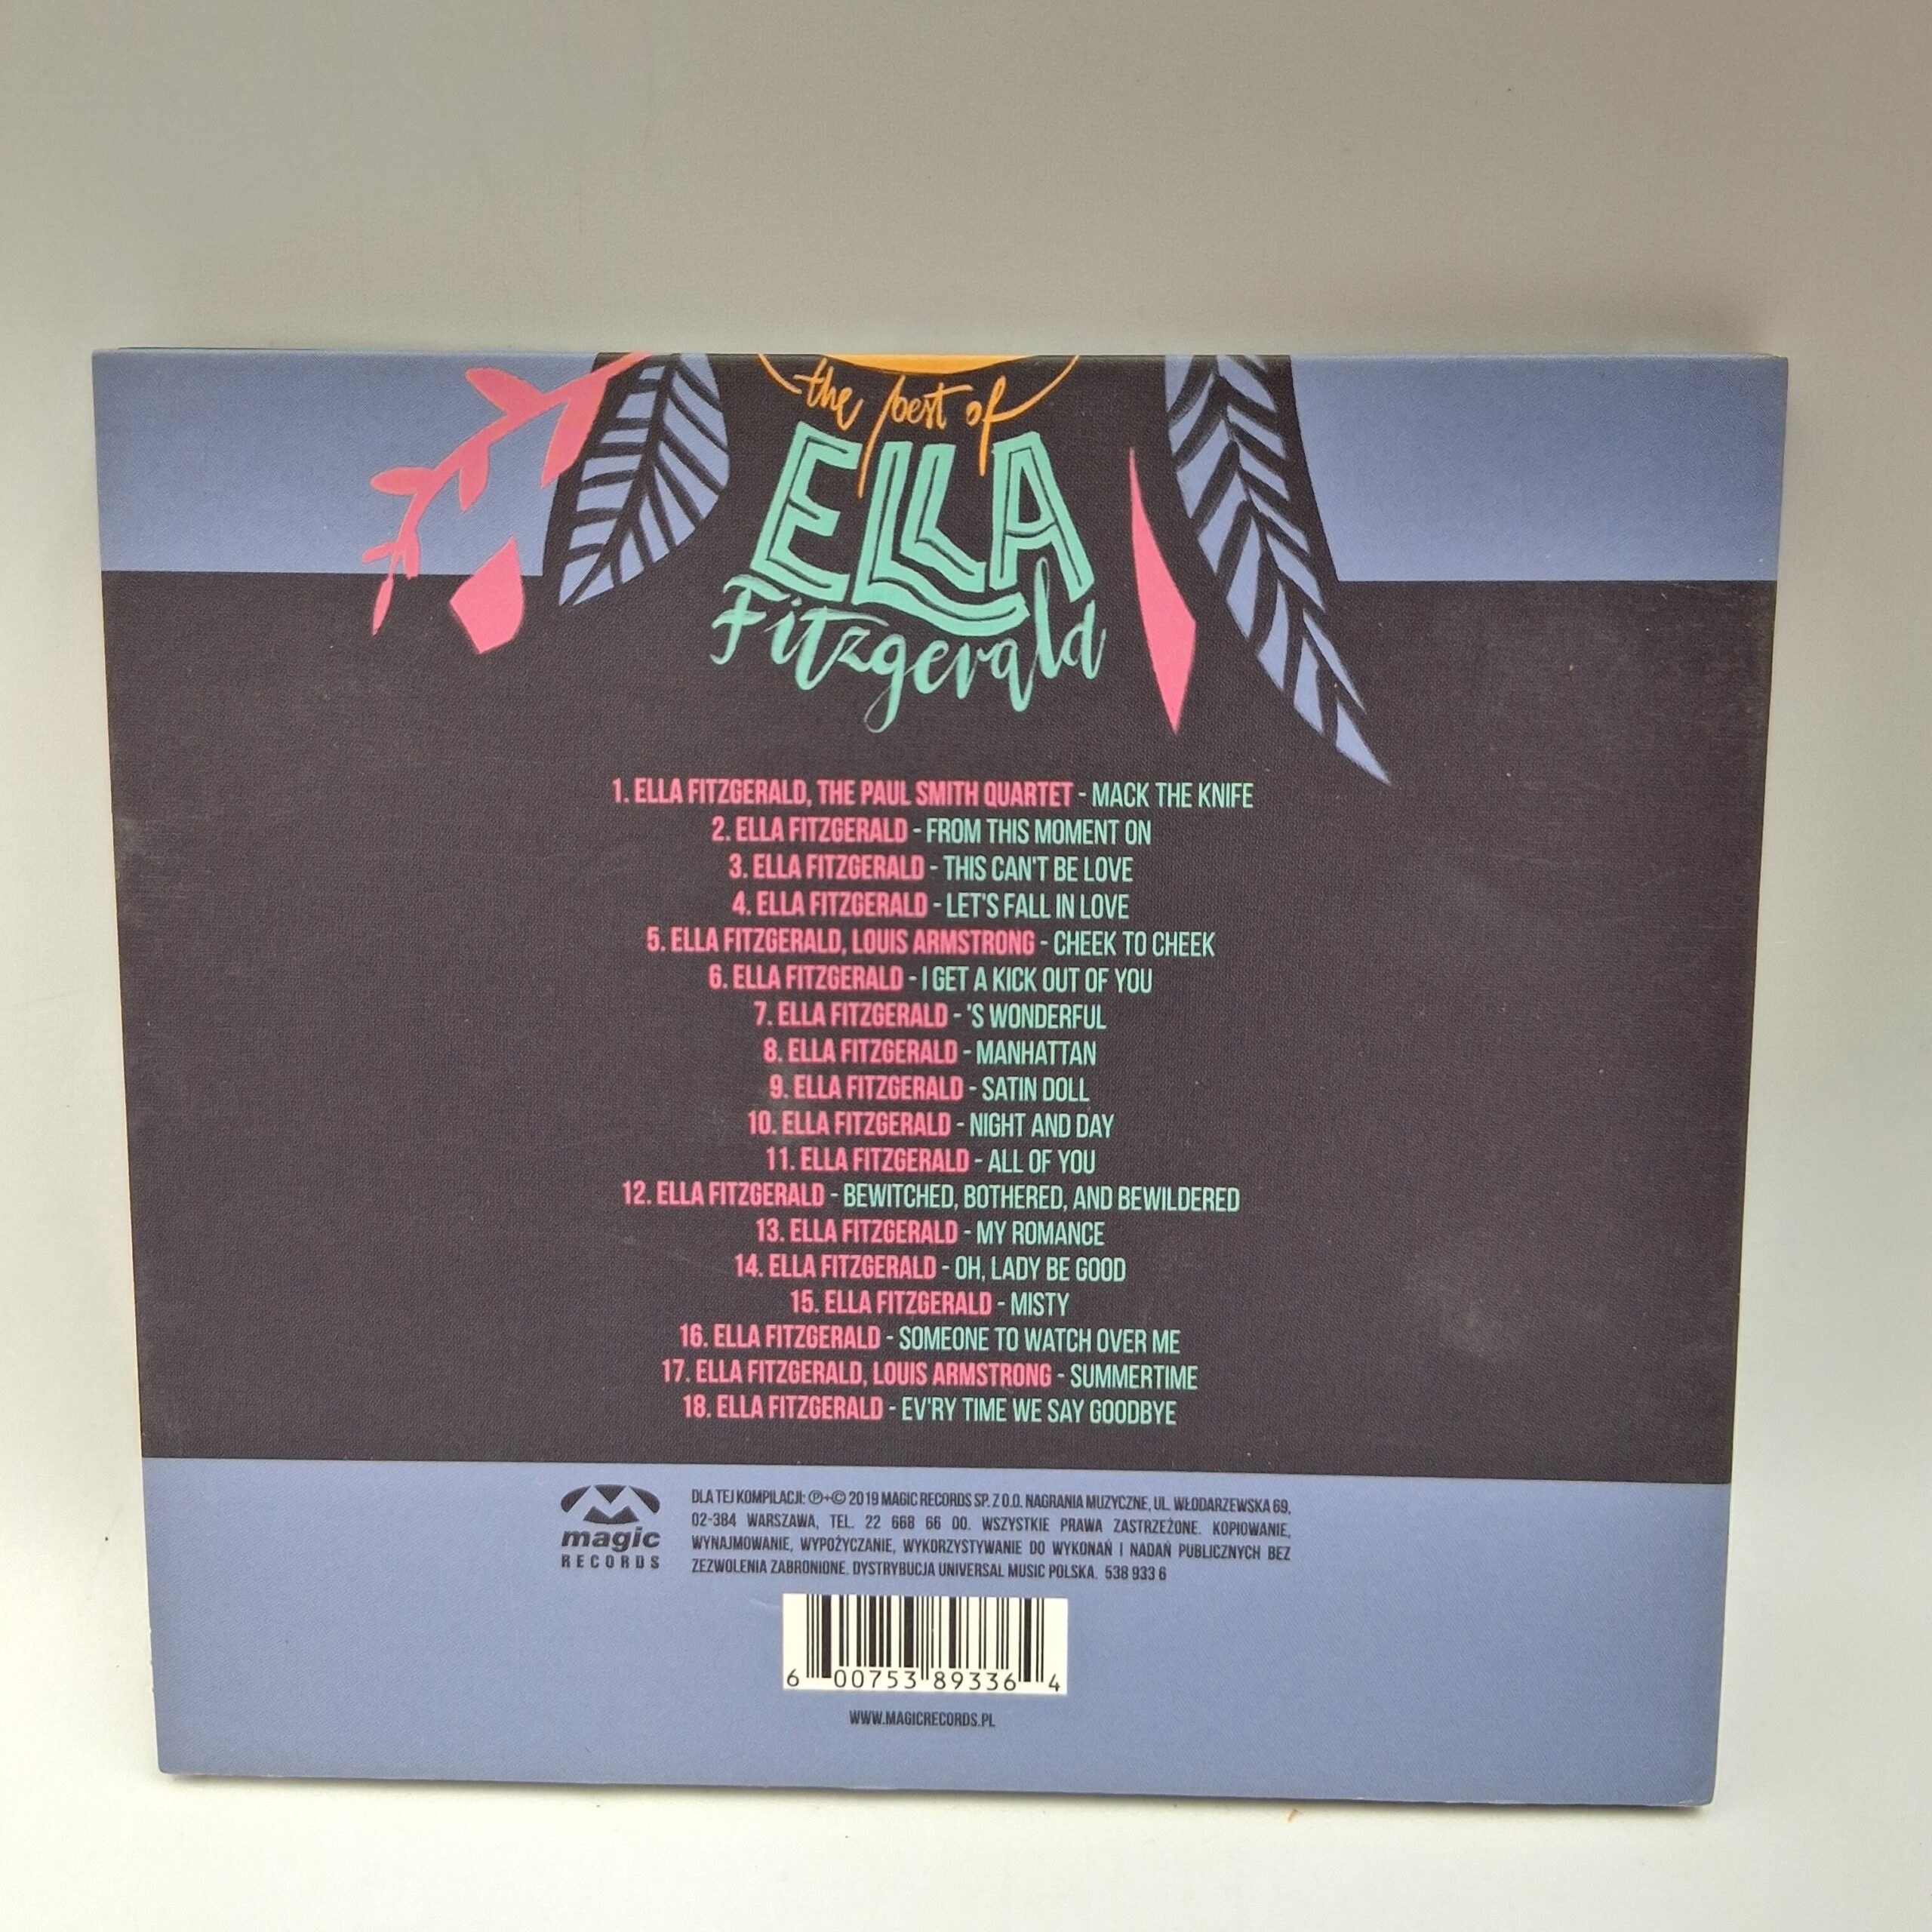 the best of
ELLA
Fitzgerald
1. ELLA FITZGERALD, THE PAUL SMITH QUARTET - MACK THE KNIFE
2. ELLA FITZGERALD - FROM THIS MOMENT ON
3. ELLA FITZGERALD - THIS CAN'T BE LOVE
4. ELLA FITZGERALD - LET'S FALL IN LOVE
5. ELLA FITZGERALD, LOUIS ARMSTRONG - CHEEK TO CHEEK
6. ELLA FITZGERALD - I GET A KICK OUT OF YOU
7. ELLA FITZGERALD - 'S WONDERFUL
8. ELLA FITZGERALD - MANHATTAN
9. ELLA FITZGERALD - SATIN DOLL
10. ELLA FITZGERALD - NIGHT AND DAY
11. ELLA FITZGERALD - ALL OF YOU
12. ELLA FITZGERALD - BEWITCHED, BOTHERED, AND BEWILDERED
13. ELLA FITZGERALD - MY ROMANCE
14. ELLA FITZGERALD - OH, LADY BE GOOD
15. ELLA FITZGERALD - MISTY
16. ELLA FITZGERALD - SOMEONE TO WATCH OVER ME
17. ELLA FITZGERALD, LOUIS ARMSTRONG - SUMMERTIME
18. ELLA FITZGERALD - EV'RY TIME WE SAY GOODBYE
magic
RECORDS
DLA TEJ KOMPILACJI: ℗+© 2019 MAGIC RECORDS SP. Z O.O. NAGRANIA MUZYCZNE, UL. WŁODARZEWSKA 69,
02-384 WARSZAWA, TEL. 22 668 66 00. WSZYSTKIE PRAWA ZASTRZEŻONE. KOPIOWANIE,
WYNAJMOWANIE, WYPOŻYCZANIE, WYKORZYSTYWANIE DO WYKONAŃ I NADAŃ PUBLICZNYCH BEZ
ZEZWOLENIA ZABRONIONE. DYSTRYBUCJA UNIVERSAL MUSIC POLSKA. 538 933 6
6 00753 89336 4
WWW.MAGICRECORDS.PL